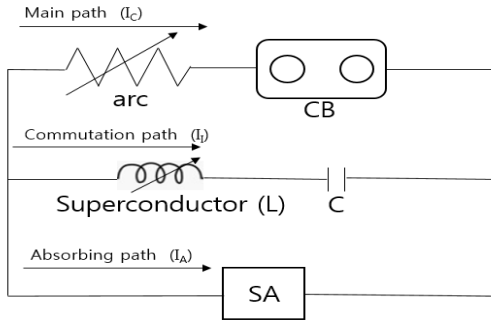 Main path (I_C)
arc
CB
Commutation path (I_I)
Superconductor (L)
C
Absorbing path (I_A)
SA